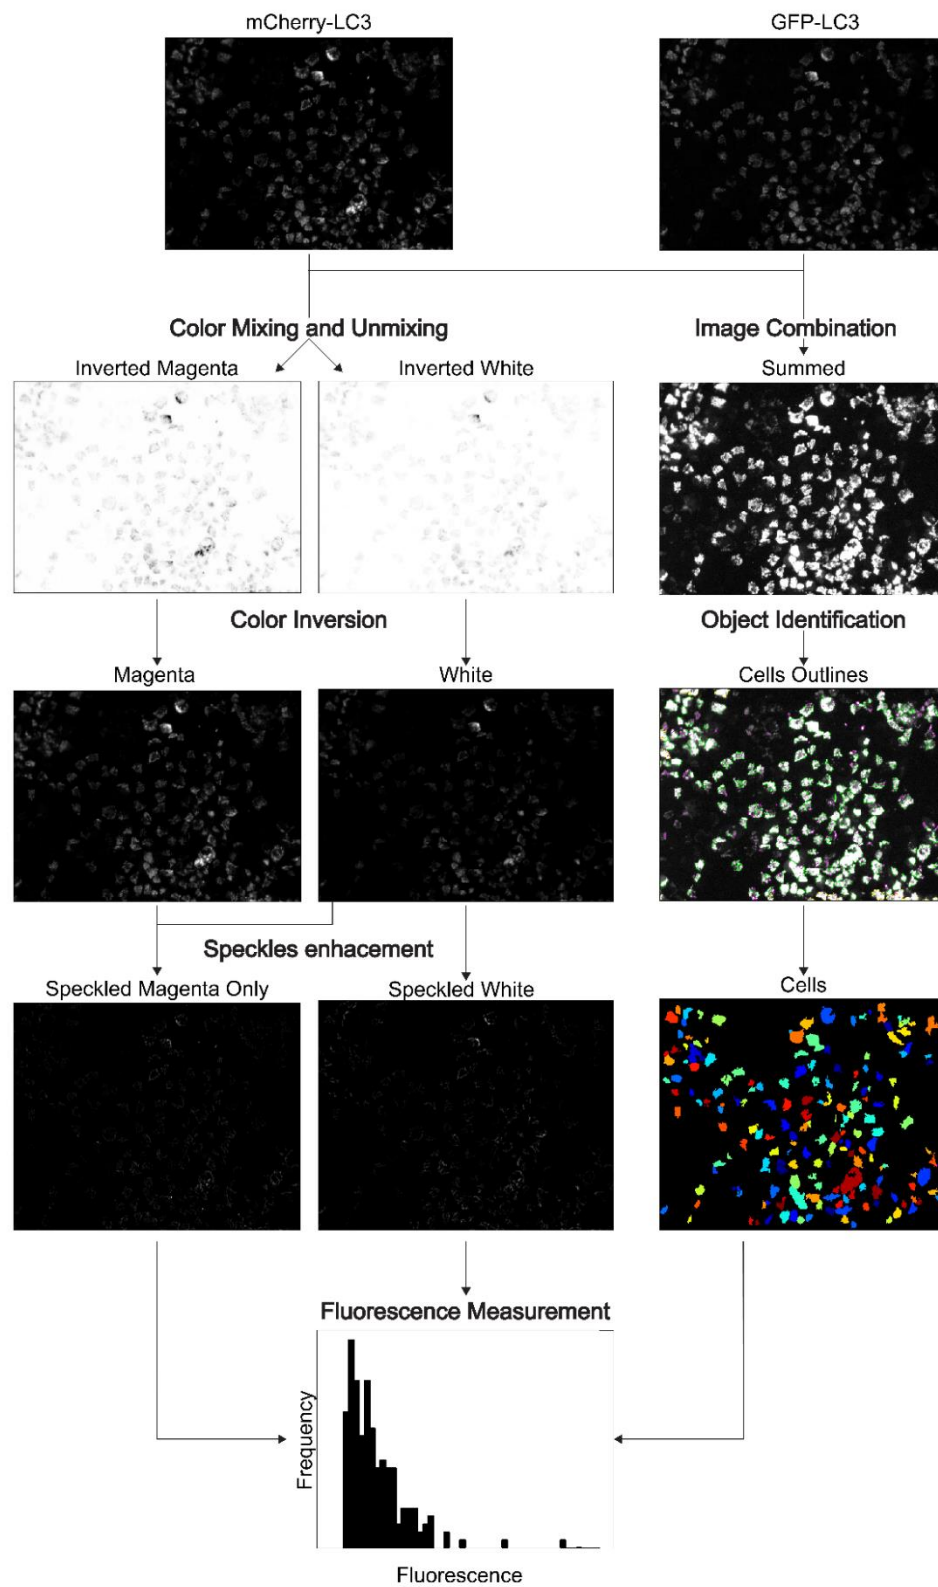 mCherry-LC3
GFP-LC3
Color Mixing and Unmixing
Image Combination
Inverted Magenta
Inverted White
Summed
Color Inversion
Object Identification
Magenta
White
Cells Outlines
Speckles enhacement
Speckled Magenta Only
Speckled White
Cells
Fluorescence Measurement
Frequency
Fluorescence